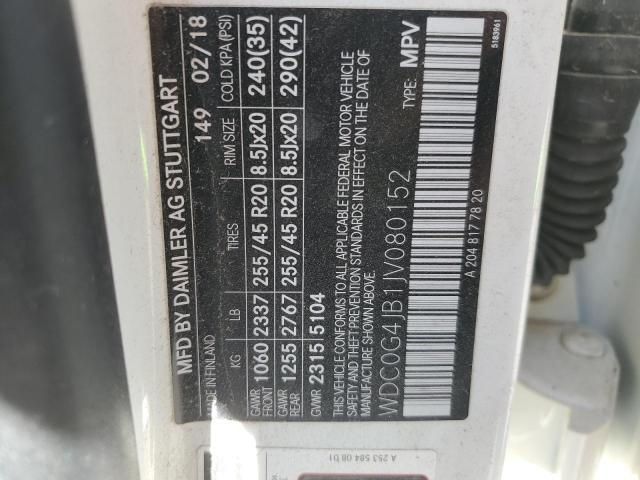 MFD BY DAIMLER AG STUTTGART
MADE IN FINLAND 149 02/18
KG LB TIRES RIM SIZE COLD KPA (PSI)
GAWR FRONT 1060 2337 255/45 R20 8.5Jx20 240(35)
GAWR REAR 1255 2767 255/45 R20 8.5Jx20 290(42)
GVWR 2315 5104
THIS VEHICLE CONFORMS TO ALL APPLICABLE FEDERAL MOTOR VEHICLE
SAFETY AND THEFT PREVENTION STANDARDS IN EFFECT ON THE DATE OF
MANUFACTURE SHOWN ABOVE.
WDC0G4JB1JV080152 TYPE: MPV
A 204 817 78 20 5183961
A 253 584 08 01